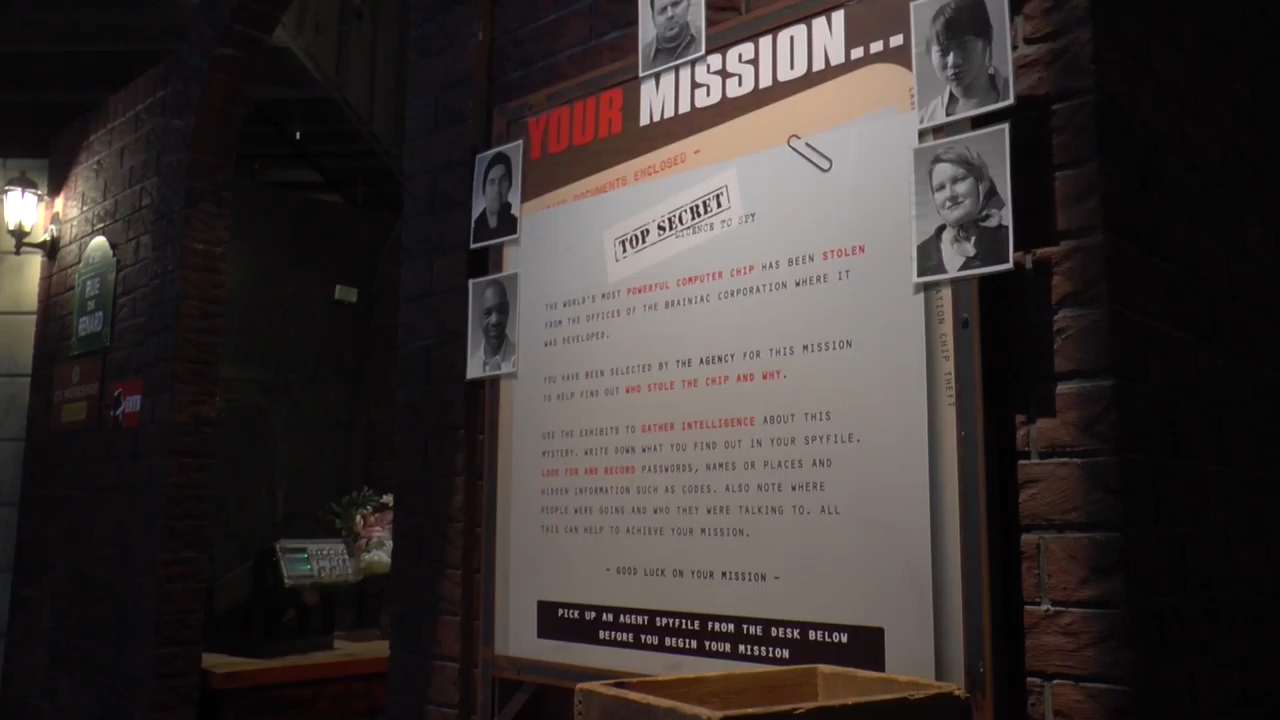 YOUR MISSION...
DOCUMENTS ENCLOSED -
TOP SECRET
LICENCE TO SPY
THE WORLD'S MOST POWERFUL COMPUTER CHIP HAS BEEN STOLEN
FROM THE OFFICES OF THE BRAINIAC CORPORATION WHERE IT
WAS DEVELOPED.
YOU HAVE BEEN SELECTED BY THE AGENCY FOR THIS MISSION
TO HELP FIND OUT WHO STOLE THE CHIP AND WHY.
USE THE EXHIBITS TO GATHER INTELLIGENCE ABOUT THIS
MYSTERY. WRITE DOWN WHAT YOU FIND OUT IN YOUR SPYFILE.
LOOK FOR AND RECORD PASSWORDS, NAMES OR PLACES AND
HIDDEN INFORMATION SUCH AS CODES. ALSO NOTE WHERE
PEOPLE WERE GOING AND WHO THEY WERE TALKING TO. ALL
THIS CAN HELP TO ACHIEVE YOUR MISSION.
- GOOD LUCK ON YOUR MISSION -
PICK UP AN AGENT SPYFILE FROM THE DESK BELOW
BEFORE YOU BEGIN YOUR MISSION
CHIP THEFT
RUE
RENARD